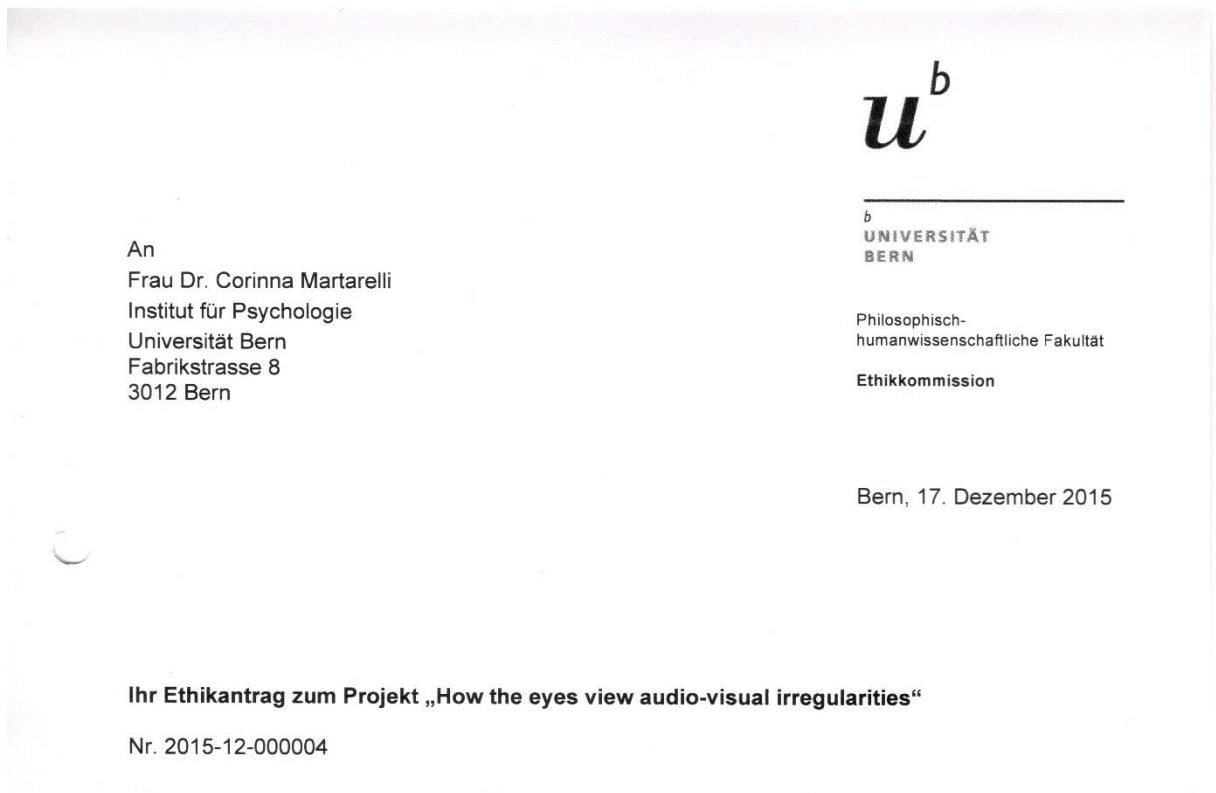 u b
b
UNIVERSITÄT
BERN
An
Frau Dr. Corinna Martarelli
Institut für Psychologie
Universität Bern
Fabrikstrasse 8
3012 Bern
Philosophisch-
humanwissenschaftliche Fakultät
Ethikkommission
Bern, 17. Dezember 2015
Ihr Ethikantrag zum Projekt „How the eyes view audio-visual irregularities“
Nr. 2015-12-000004